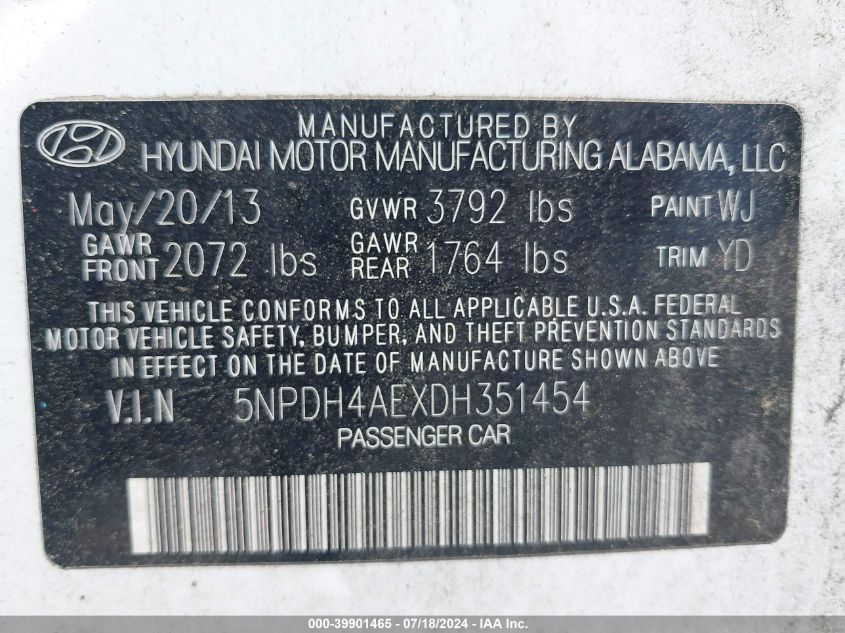 MANUFACTURED BY
HYUNDAI MOTOR MANUFACTURING ALABAMA, LLC
May/20/13 GVWR 3792 lbs PAINT WJ
GAWR FRONT 2072 lbs GAWR REAR 1764 lbs TRIM YD
THIS VEHICLE CONFORMS TO ALL APPLICABLE U.S.A. FEDERAL
MOTOR VEHICLE SAFETY, BUMPER, AND THEFT PREVENTION STANDARDS
IN EFFECT ON THE DATE OF MANUFACTURE SHOWN ABOVE
V.I.N 5NPDH4AEXDH351454
PASSENGER CAR
000-39901465 - 07/18/2024 - IAA Inc.